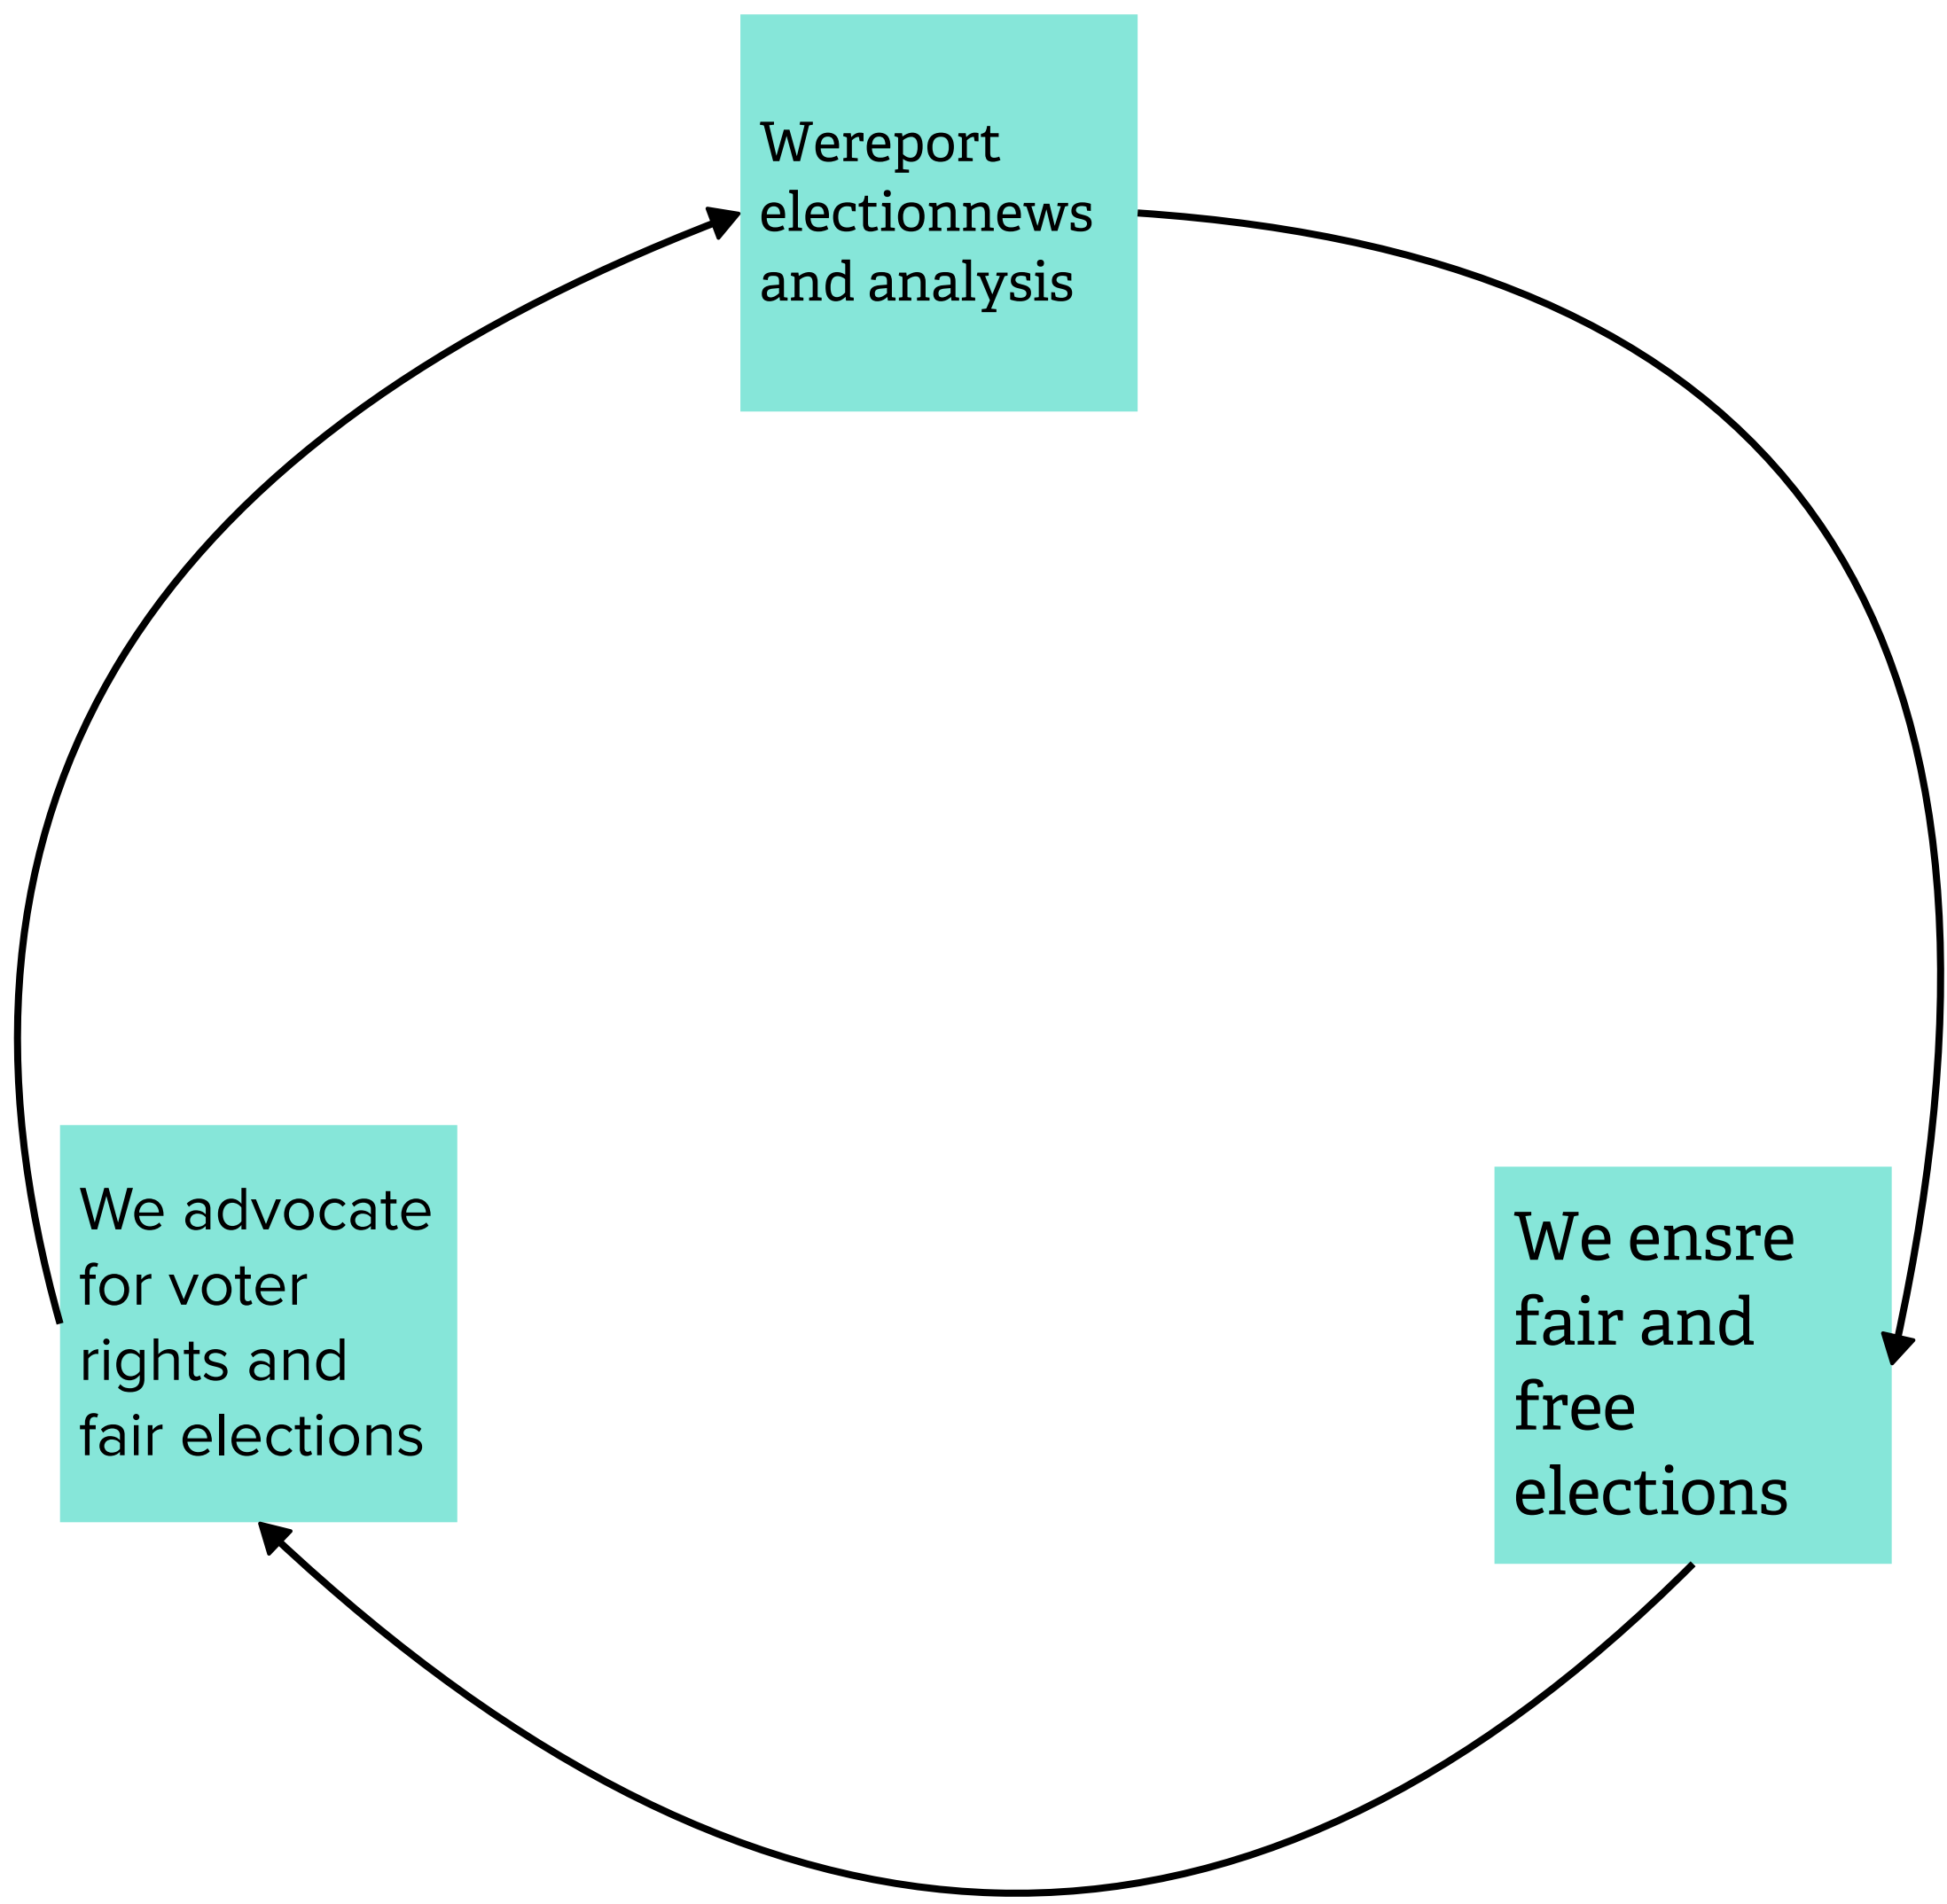 Wereport
electionnews
and analysis
We advocate
for voter
rights and
fair elections
We ensre
fair and
free
elections